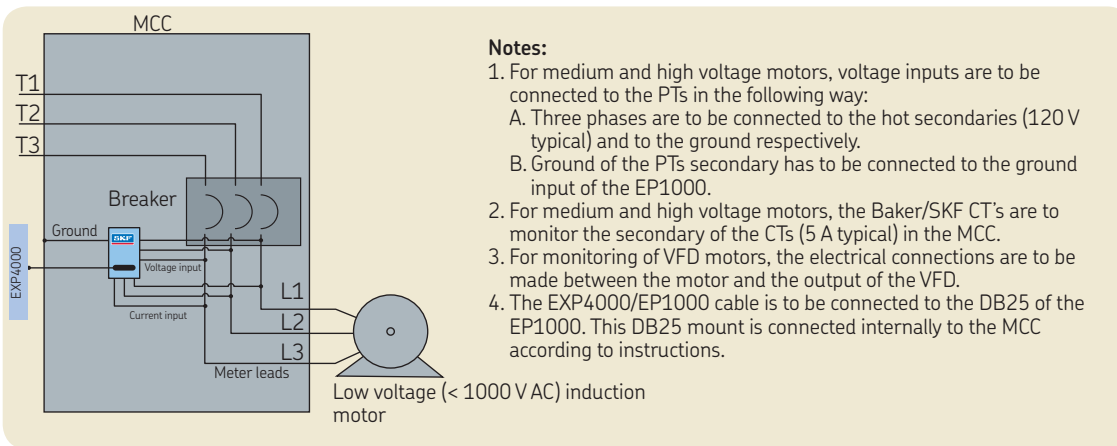 MCC
T1
T2
T3
Breaker
Ground
SKF
EXP4000
Voltage input
Current input
L1
L2
L3
Meter leads
Low voltage (< 1000 V AC) induction
motor
Notes:
1. For medium and high voltage motors, voltage inputs are to be
connected to the PTs in the following way:
A. Three phases are to be connected to the hot secondaries (120 V
typical) and to the ground respectively.
B. Ground of the PTs secondary has to be connected to the ground
input of the EP1000.
2. For medium and high voltage motors, the Baker/SKF CT's are to
monitor the secondary of the CTs (5 A typical) in the MCC.
3. For monitoring of VFD motors, the electrical connections are to be
made between the motor and the output of the VFD.
4. The EXP4000/EP1000 cable is to be connected to the DB25 of the
EP1000. This DB25 mount is connected internally to the MCC
according to instructions.